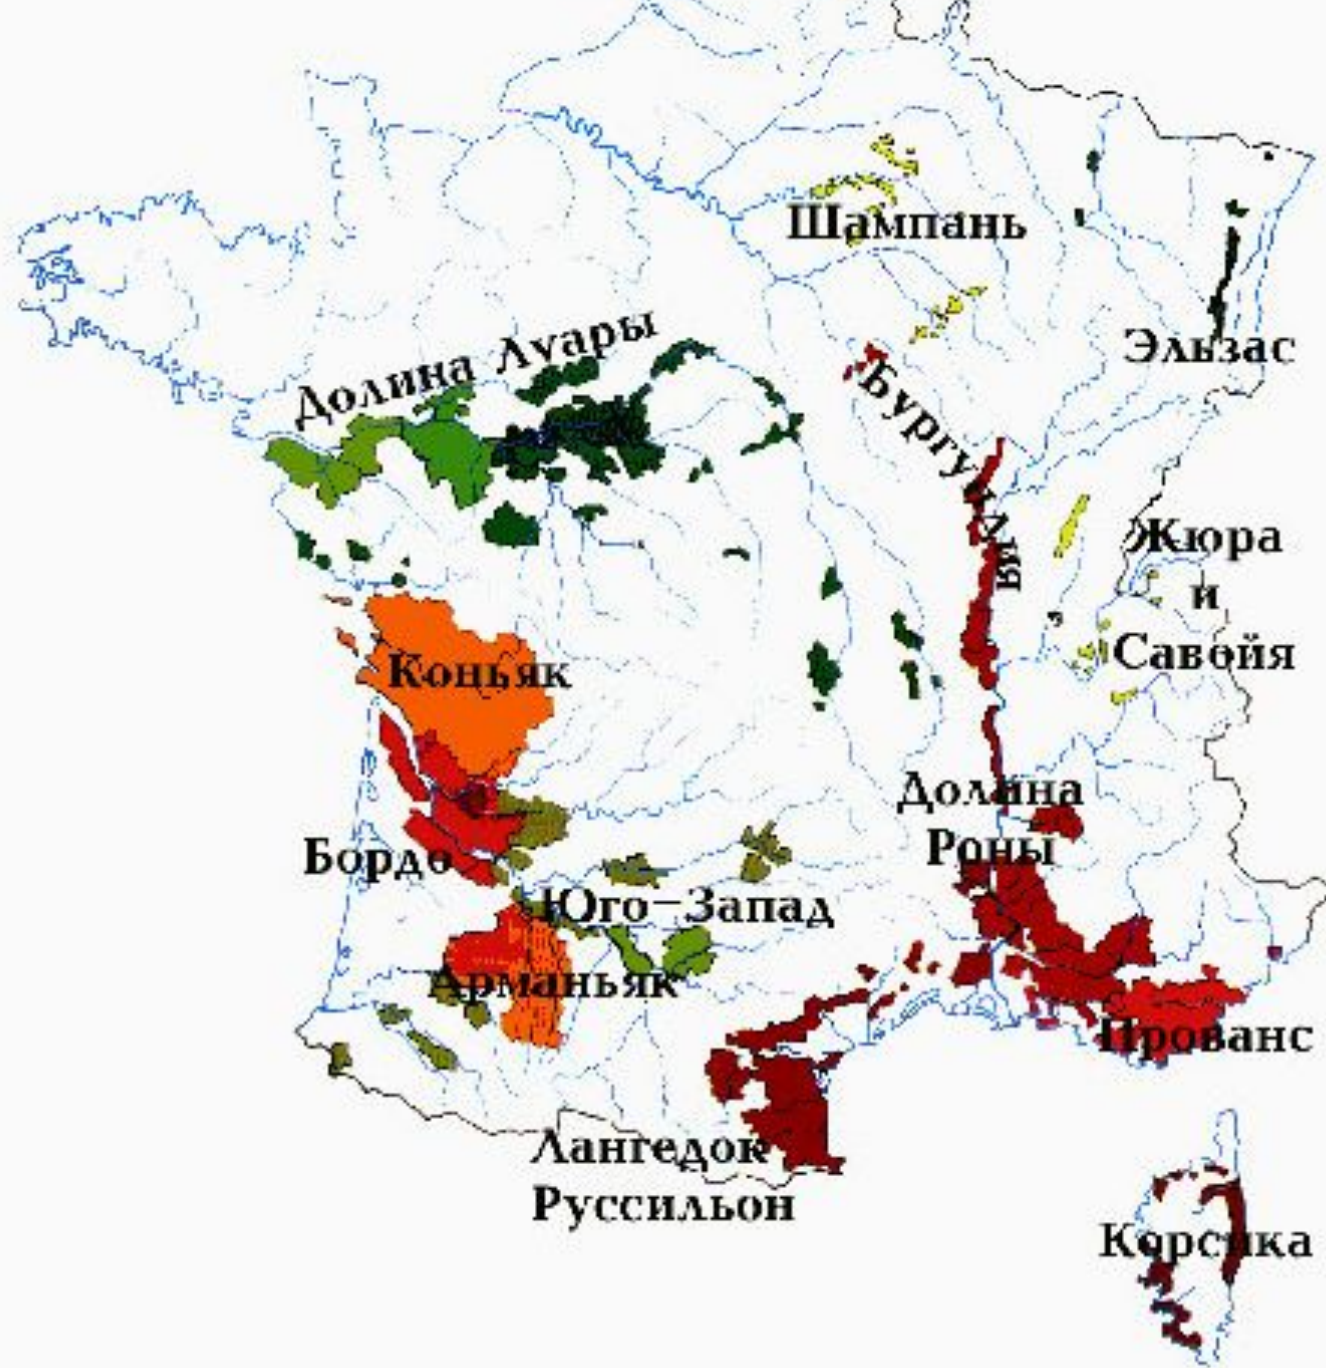 Шампань
Эльзас
Долина Луары
Бургундия
Жюра
и
Савойя
Коньяк
Долина
Роны
Бордо
Юго-Запад
Арманьяк
Прованс
Лангедок
Руссильон
Корсика